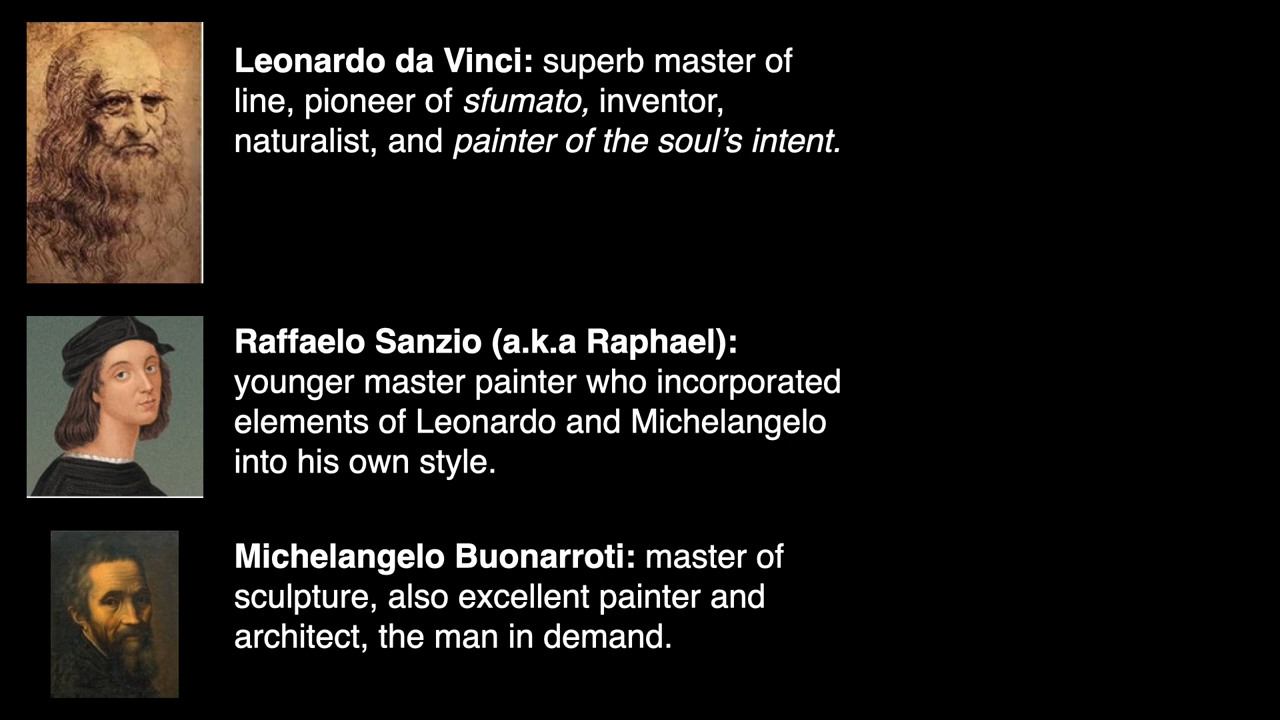 Leonardo da Vinci: superb master of
line, pioneer of sfumato, inventor,
naturalist, and painter of the soul’s intent.
Raffaelo Sanzio (a.k.a Raphael):
younger master painter who incorporated
elements of Leonardo and Michelangelo
into his own style.
Michelangelo Buonarroti: master of
sculpture, also excellent painter and
architect, the man in demand.